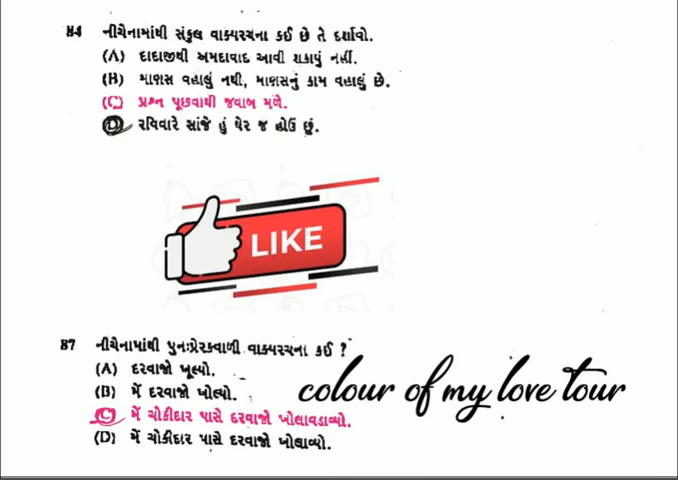 84 નીચેનામાંથી સંકુલ વાક્યરચના કઈ છે તે દર્શાવો.
(A) દાદાજીથી અમદાવાદ આવી શકાયું નહીં.
(B) માણસ વહાલું નથી, માણસનું કામ વહાલું છે.
(C) પ્રશ્ન પૂછવાથી જવાબ મળે.
(D) રવિવારે સાંજે હું ઘેર જ હોઉં છું.
LIKE
87 નીચેનામાંથી પુનઃપ્રેરકવાળી વાક્યરચના કઈ ?
(A) દરવાજો ખૂલ્યો.
(B) મેં દરવાજો ખોલ્યો.
colour of my love tour
(C) મેં ચોકીદાર પાસે દરવાજો ખોલાવડાવ્યો.
(D) મેં ચોકીદાર પાસે દરવાજો ખોલાવ્યો.